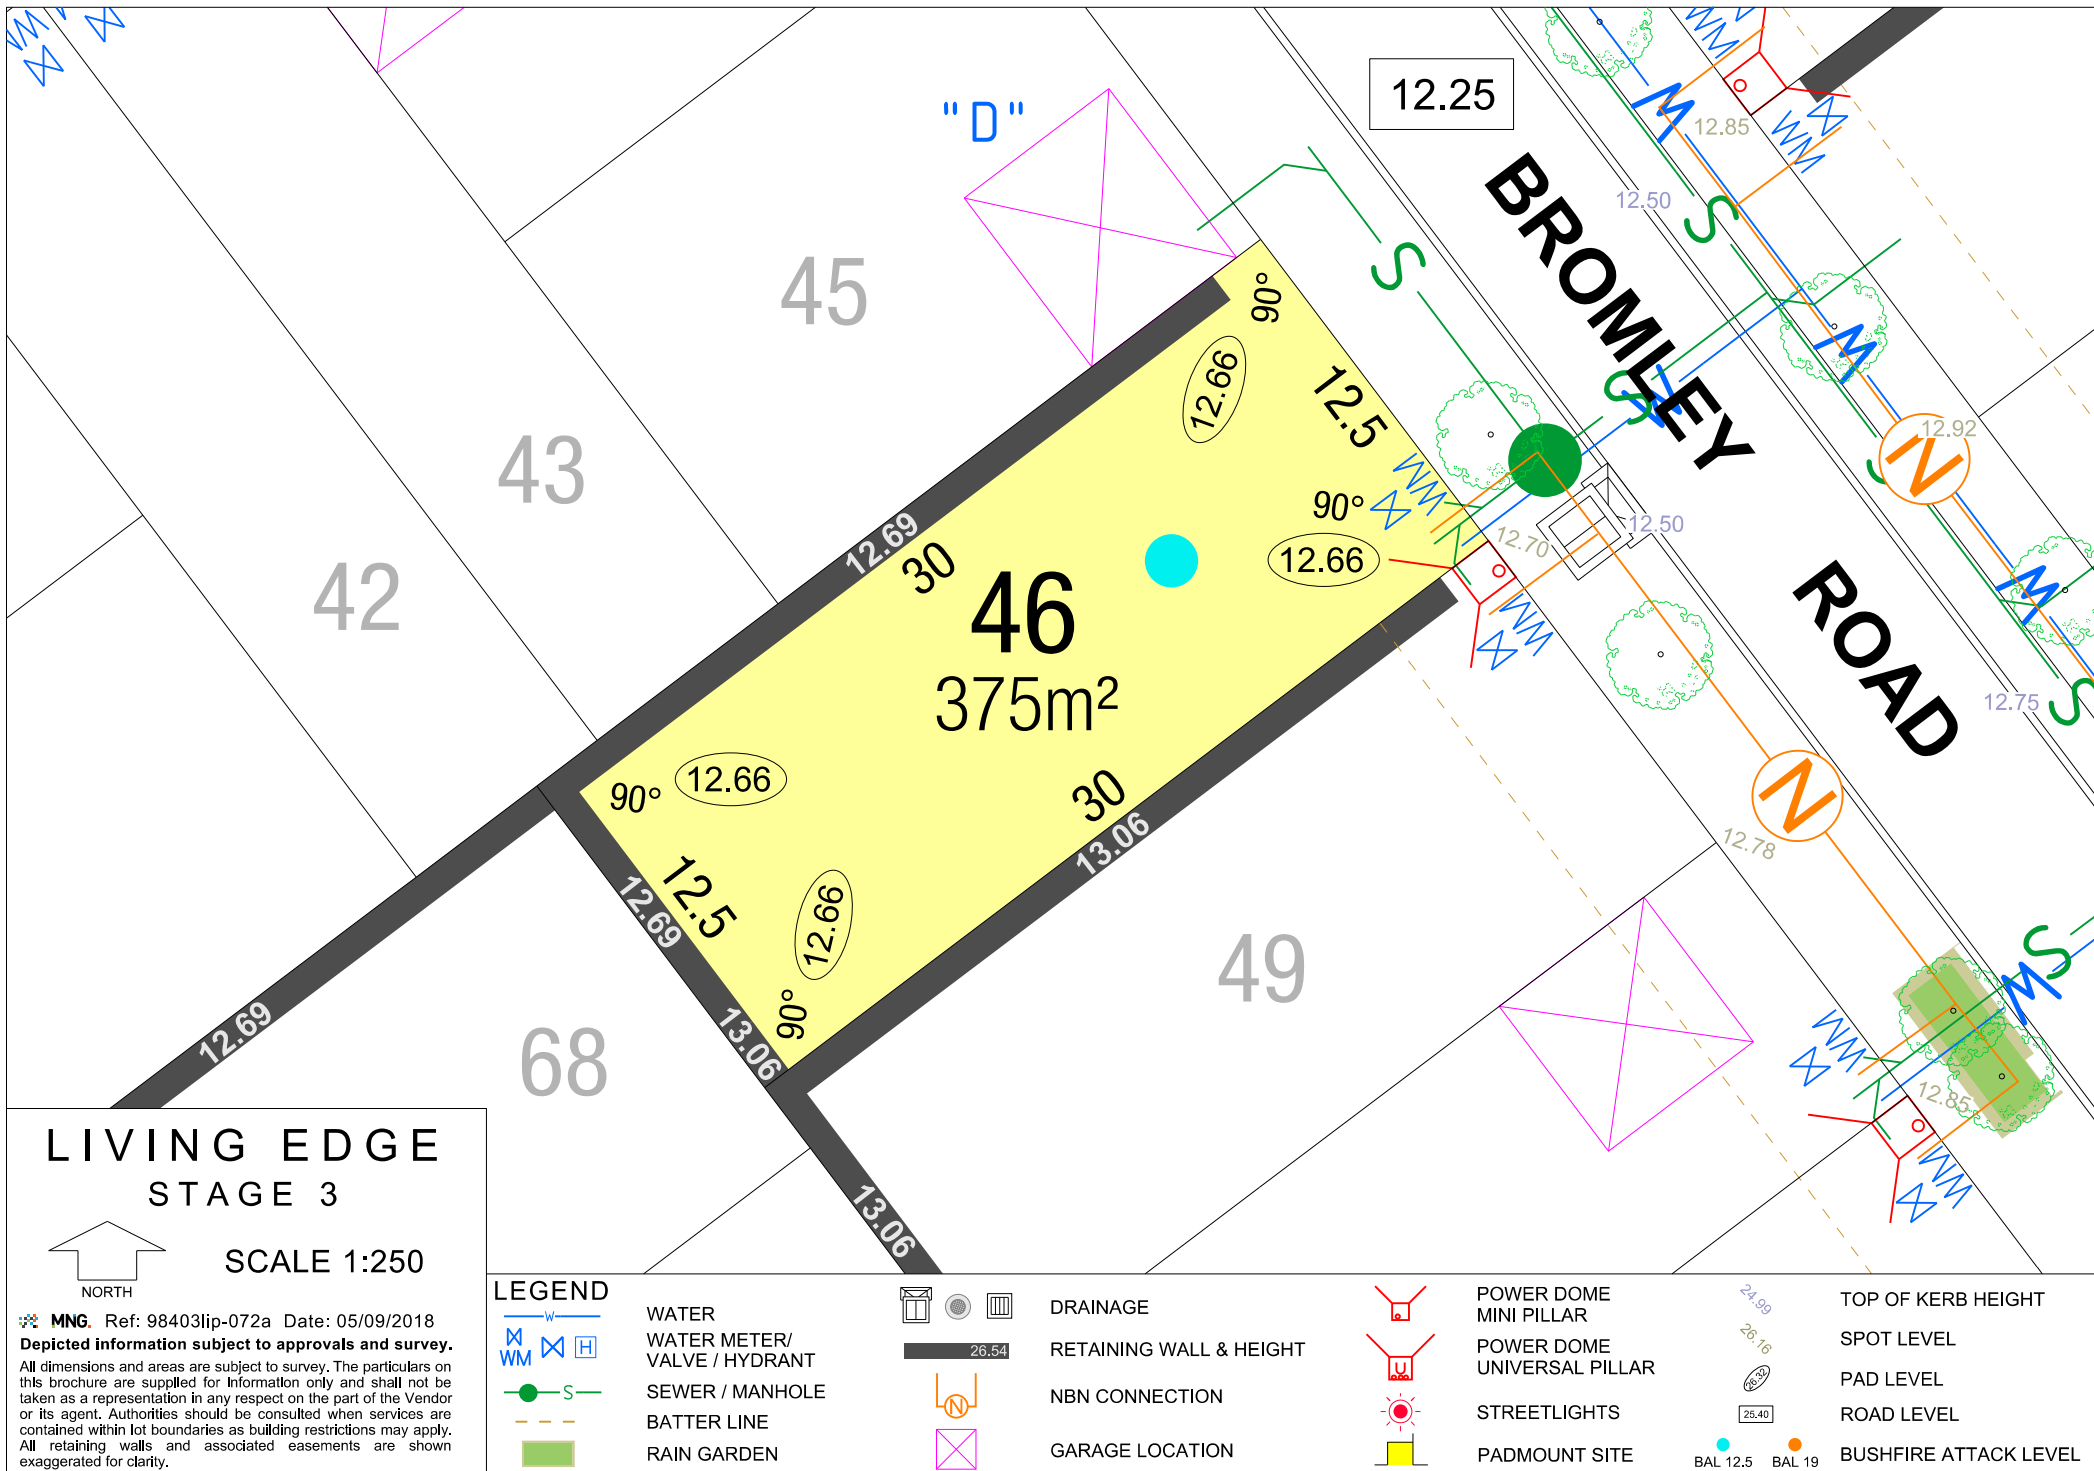 12.25
"D"
BROMLEY
ROAD
12.85
12.50
12.92
12.50
12.70
12.75
12.78
12.85
M
M
M
M
S
S
S
S
S
N
N
WM
WM
WM
WM
WM
WM
WM
45
43
42
46
375m²
49
68
90°
12.66
12.5
90°
12.66
12.69
30
90°
12.66
12.5
12.69
12.66
90°
13.06
30
13.06
12.69
13.06
LIVING EDGE
STAGE 3
NORTH
SCALE 1:250
MNG. Ref: 98403lip-072a Date: 05/09/2018
Depicted information subject to approvals and survey.
All dimensions and areas are subject to survey. The particulars on
this brochure are supplied for information only and shall not be
taken as a representation in any respect on the part of the Vendor
or its agent. Authorities should be consulted when services are
contained within lot boundaries as building restrictions may apply.
All retaining walls and associated easements are shown
exaggerated for clarity.
LEGEND
W WATER
WM H WATER METER/
VALVE / HYDRANT
S SEWER / MANHOLE
BATTER LINE
RAIN GARDEN
DRAINAGE
26.54 RETAINING WALL & HEIGHT
N NBN CONNECTION
GARAGE LOCATION
POWER DOME
MINI PILLAR
U POWER DOME
UNIVERSAL PILLAR
STREETLIGHTS
PADMOUNT SITE
24.99 TOP OF KERB HEIGHT
26.16 SPOT LEVEL
26.32 PAD LEVEL
25.40 ROAD LEVEL
BAL 12.5 BAL 19 BUSHFIRE ATTACK LEVEL